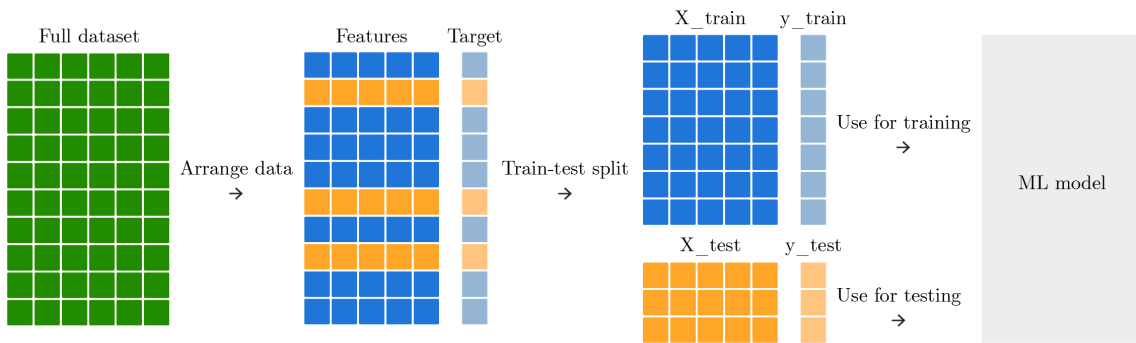 Full dataset
Arrange data
→
Features
Target
Train-test split
→
X_train
y_train
Use for training
→
X_test
y_test
Use for testing
→
ML model